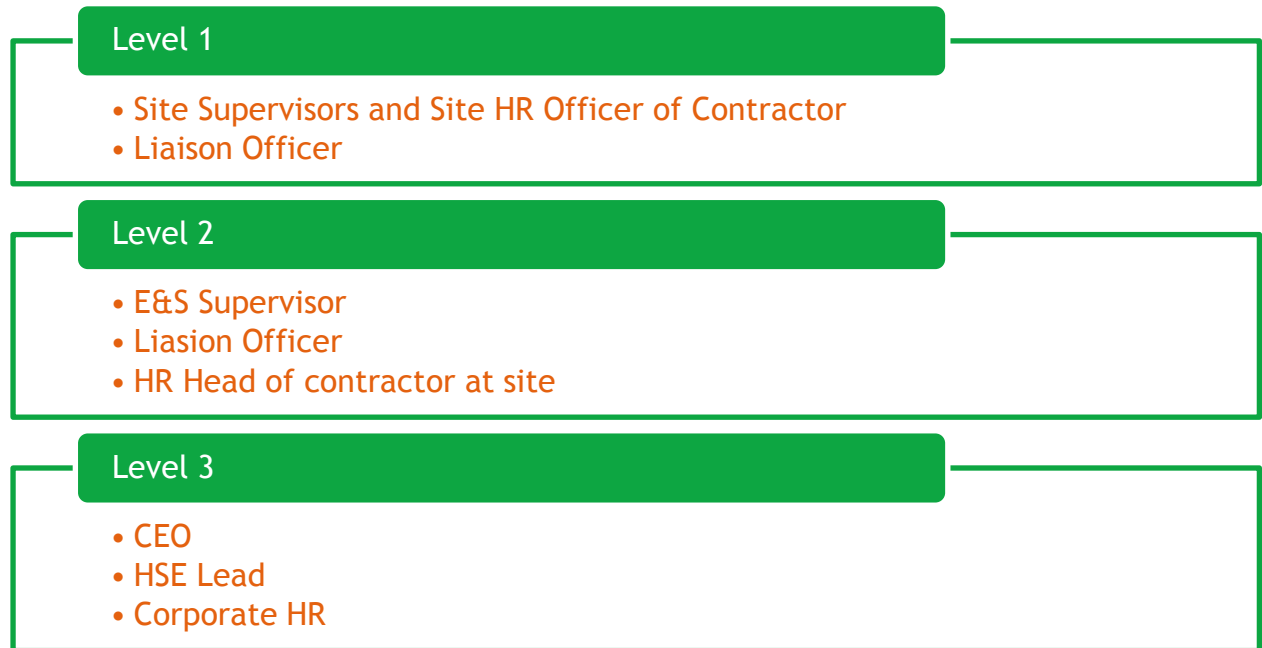 Level 1
• Site Supervisors and Site HR Officer of Contractor
• Liaison Officer
Level 2
• E&S Supervisor
• Liasion Officer
• HR Head of contractor at site
Level 3
• CEO
• HSE Lead
• Corporate HR